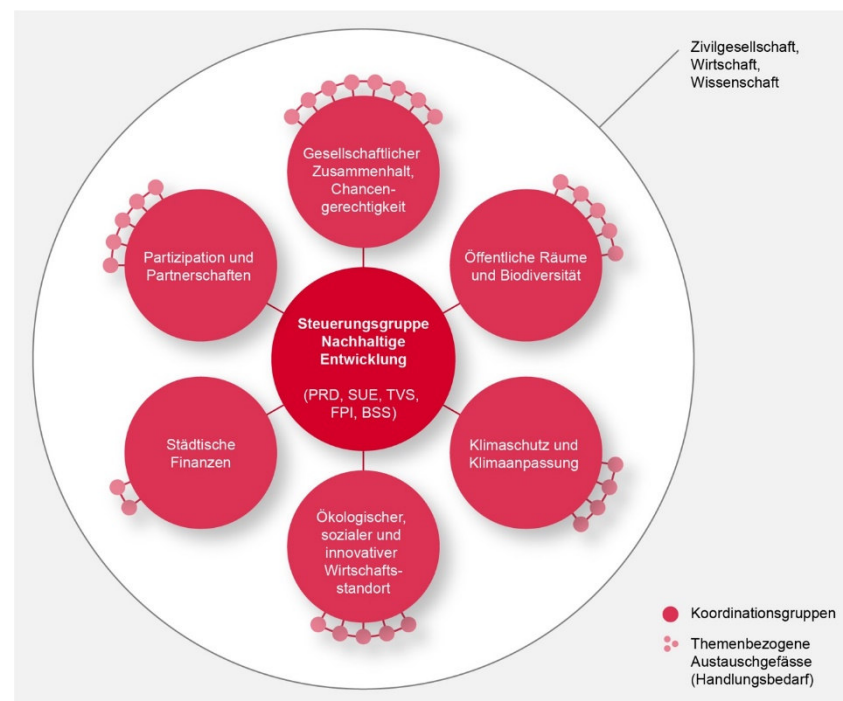 Zivilgesellschaft,
Wirtschaft,
Wissenschaft
Gesellschaftlicher
Zusammenhalt,
Chancen-
gerechtigkeit
Partizipation und
Partnerschaften
Öffentliche Räume
und Biodiversität
Steuerungsgruppe
Nachhaltige
Entwicklung
(PRD, SUE, TVS,
FPI, BSS)
Städtische
Finanzen
Klimaschutz und
Klimaanpassung
Ökologischer,
sozialer und
innovativer
Wirtschafts-
standort
Koordinationsgruppen
Themenbezogene
Austauschgefässe
(Handlungsbedarf)